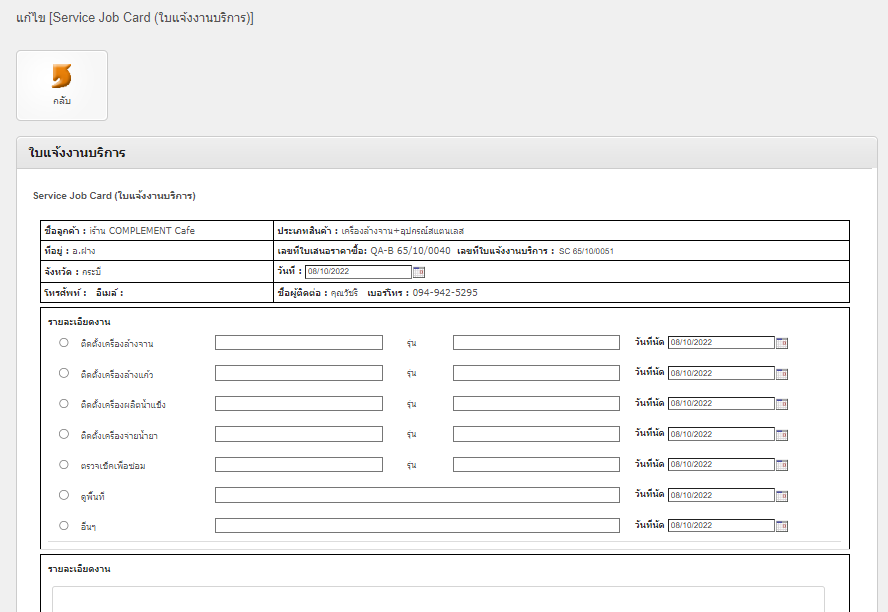 แก้ไข [Service Job Card (ใบแจ้งงานบริการ)]
กลับ
ใบแจ้งงานบริการ
Service Job Card (ใบแจ้งงานบริการ)
ชื่อลูกค้า : เร้าน COMPLEMENT Cafe ประเภทสินค้า : เครื่องล้างจาน+อุปกรณ์สแตนเลส
ที่อยู่ : อ.ฝาง เลขที่ใบเสนอราคาซื้อ: QA-B 65/10/0040 เลขที่ใบแจ้งงานบริการ : SC 65/10/0051
จังหวัด : กระบี่ วันที่ : 08/10/2022
โทรศัพท์ : อีเมล์ : ชื่อผู้ติดต่อ : คุณวัชริ เบอร์โทร : 094-942-5295
รายละเอียดงาน
ติดตั้งเครื่องล้างจาน รุ่น วันที่นัด 08/10/2022
ติดตั้งเครื่องล้างแก้ว รุ่น วันที่นัด 08/10/2022
ติดตั้งเครื่องผลิตน้ำแข็ง รุ่น วันที่นัด 08/10/2022
ติดตั้งเครื่องจ่ายน้ำยา รุ่น วันที่นัด 08/10/2022
ตรวจเช็คเพื่อซ่อม รุ่น วันที่นัด 08/10/2022
ดูพื้นที่ วันที่นัด 08/10/2022
อื่นๆ วันที่นัด 08/10/2022
รายละเอียดงาน